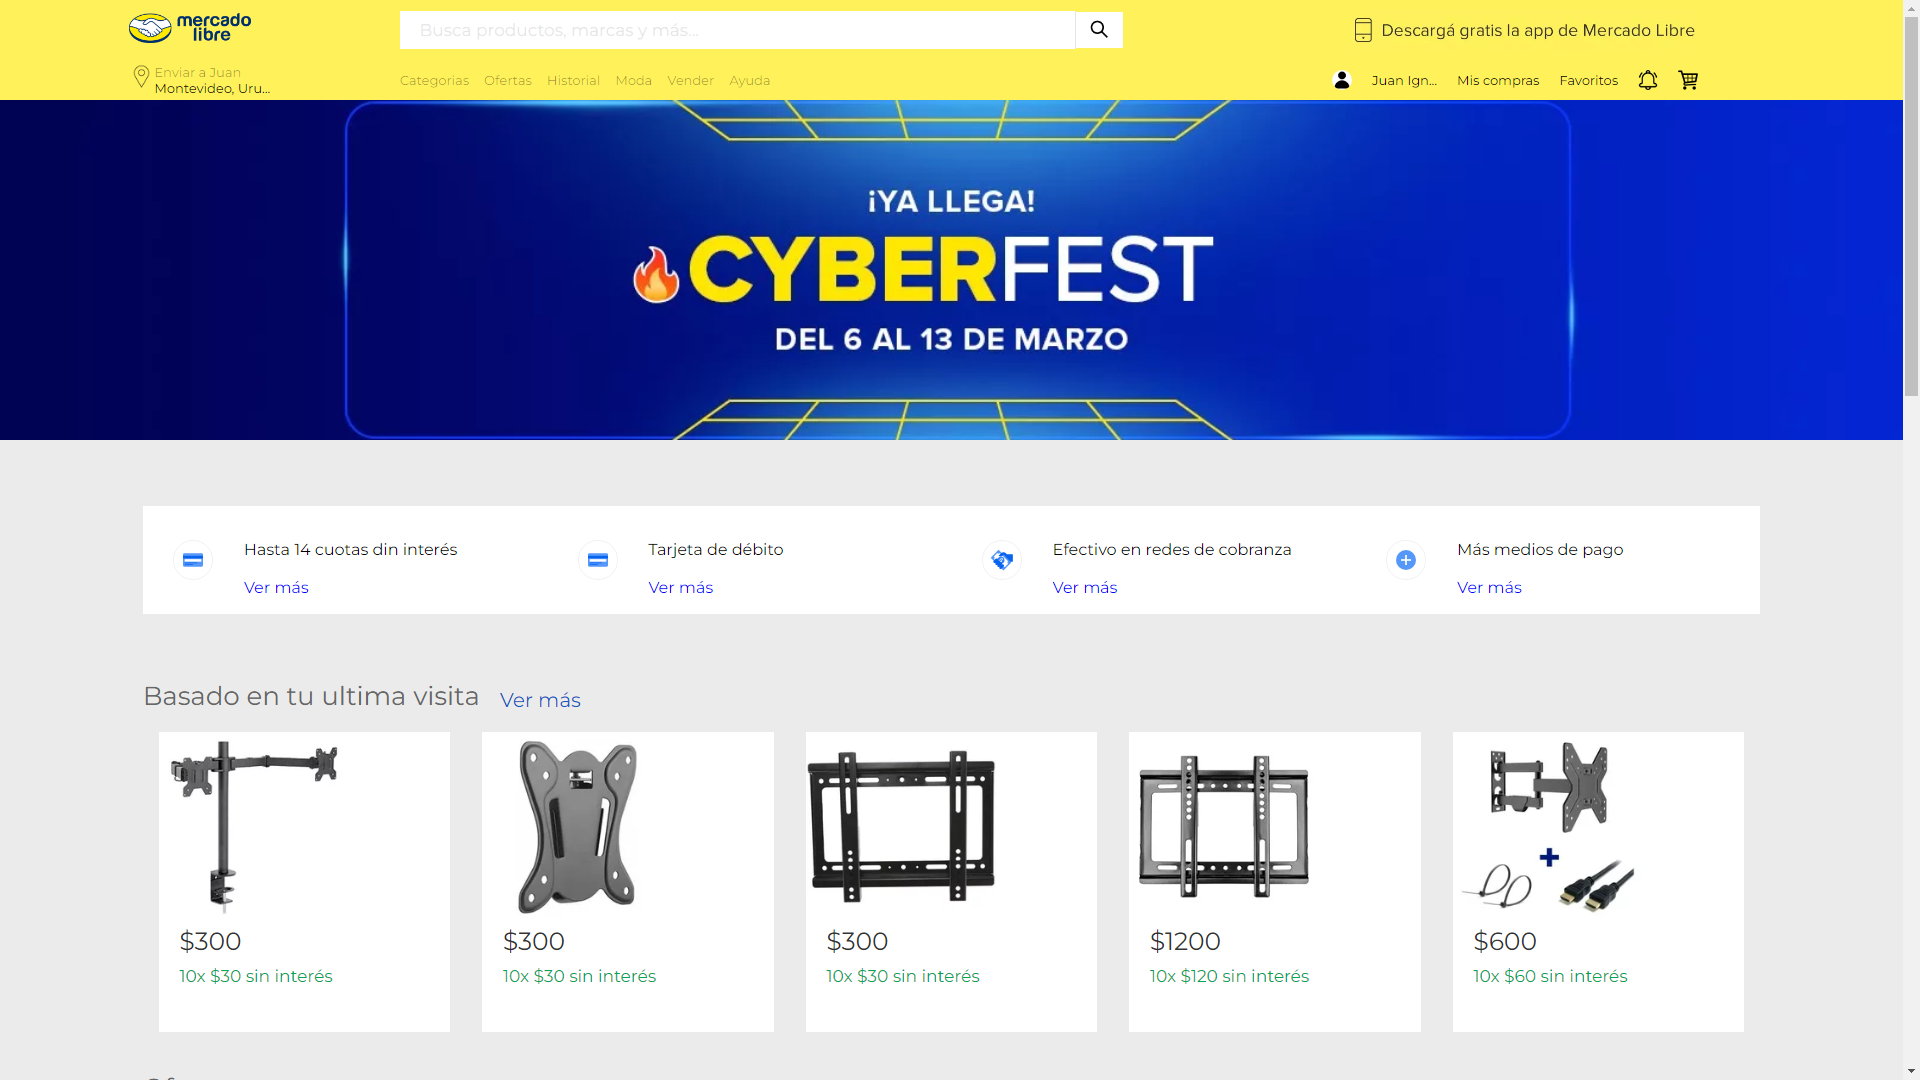 mercado
libre
Busca productos, marcas y más...
Descargá gratis la app de Mercado Libre
Enviar a Juan
Montevideo, Uru...
Categorias Ofertas Historial Moda Vender Ayuda
Juan Ign... Mis compras Favoritos
¡YA LLEGA!
CYBERFEST
DEL 6 AL 13 DE MARZO
Hasta 14 cuotas din interés
Ver más
Tarjeta de débito
Ver más
Efectivo en redes de cobranza
Ver más
Más medios de pago
Ver más
Basado en tu ultima visita Ver más
$300
10x $30 sin interés
$300
10x $30 sin interés
$300
10x $30 sin interés
$1200
10x $120 sin interés
$600
10x $60 sin interés